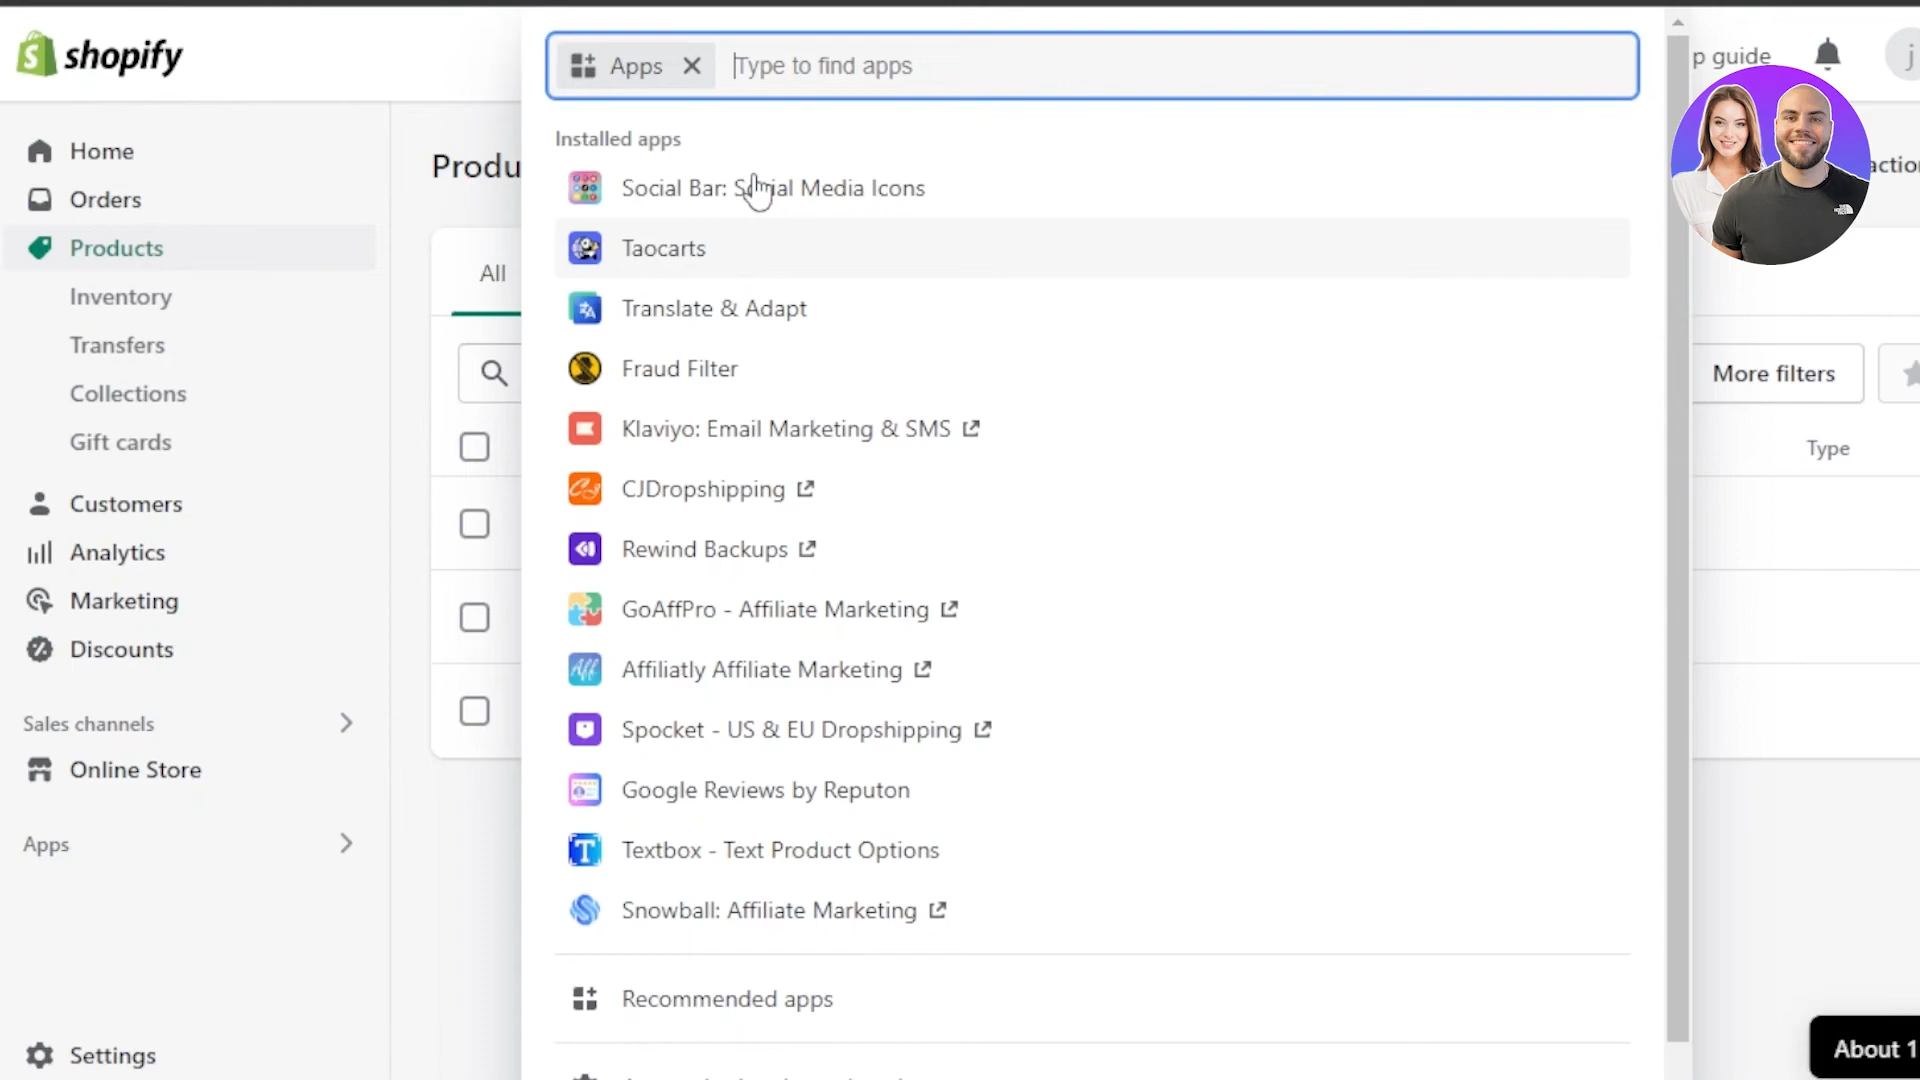 shopify
Apps Type to find apps
p guide
j
Home
Orders
Products
Inventory
Transfers
Collections
Gift cards
Customers
Analytics
Marketing
Discounts
Sales channels
Online Store
Apps
Settings
Produ
All
Installed apps
Social Bar: Social Media Icons
Taocarts
Translate & Adapt
Fraud Filter
Klaviyo: Email Marketing & SMS
CJDropshipping
Rewind Backups
GoAffPro - Affiliate Marketing
Affiliatly Affiliate Marketing
Spocket - US & EU Dropshipping
Google Reviews by Reputon
Textbox - Text Product Options
Snowball: Affiliate Marketing
Recommended apps
action
More filters
Type
About 1